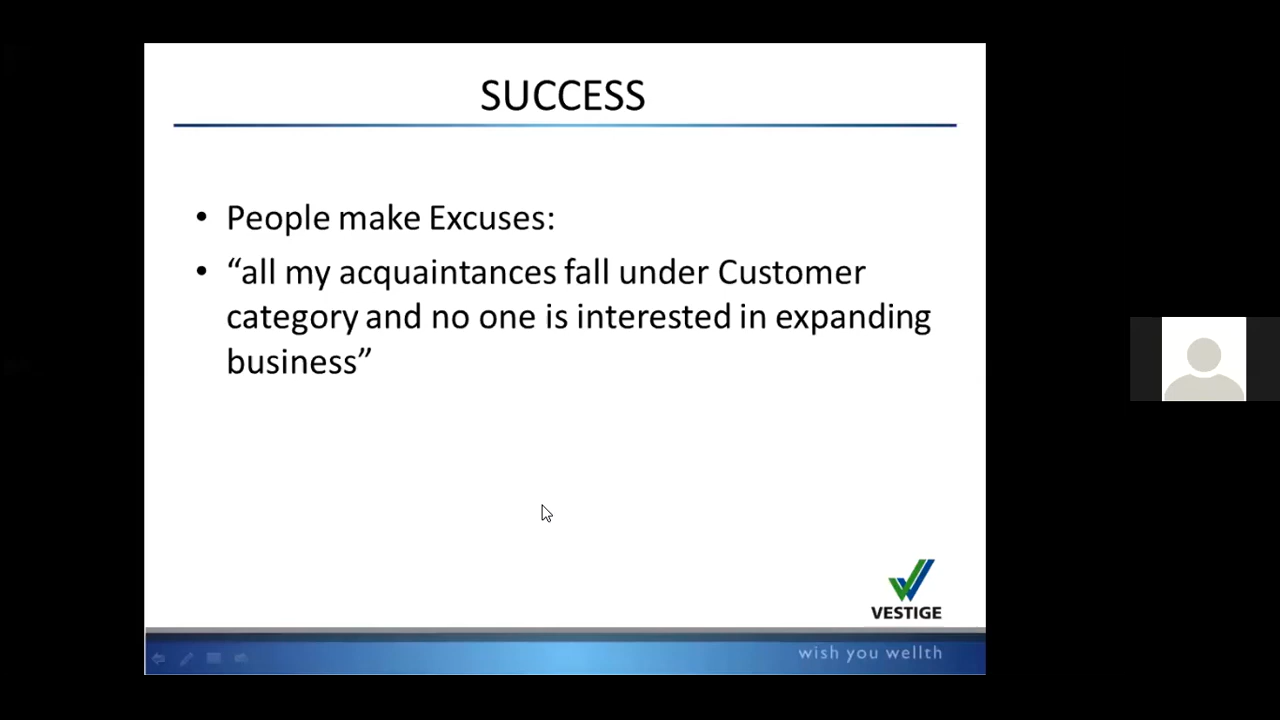 SUCCESS
• People make Excuses:
• “all my acquaintances fall under Customer
category and no one is interested in expanding
business”
VESTIGE
wish you wellth